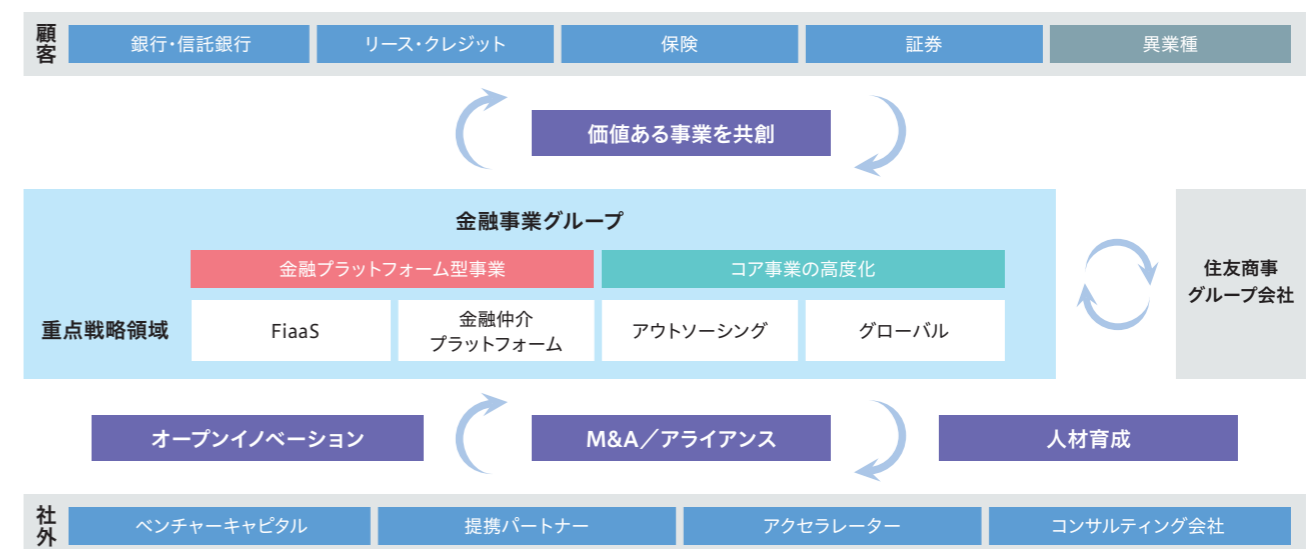 顧客
銀行・信託銀行
リース・クレジット
保険
証券
異業種
価値ある事業を共創
金融事業グループ
金融プラットフォーム型事業
コア事業の高度化
重点戦略領域
FiaaS
金融仲介
プラットフォーム
アウトソーシング
グローバル
住友商事
グループ会社
オープンイノベーション
M&A／アライアンス
人材育成
社外
ベンチャーキャピタル
提携パートナー
アクセラレーター
コンサルティング会社